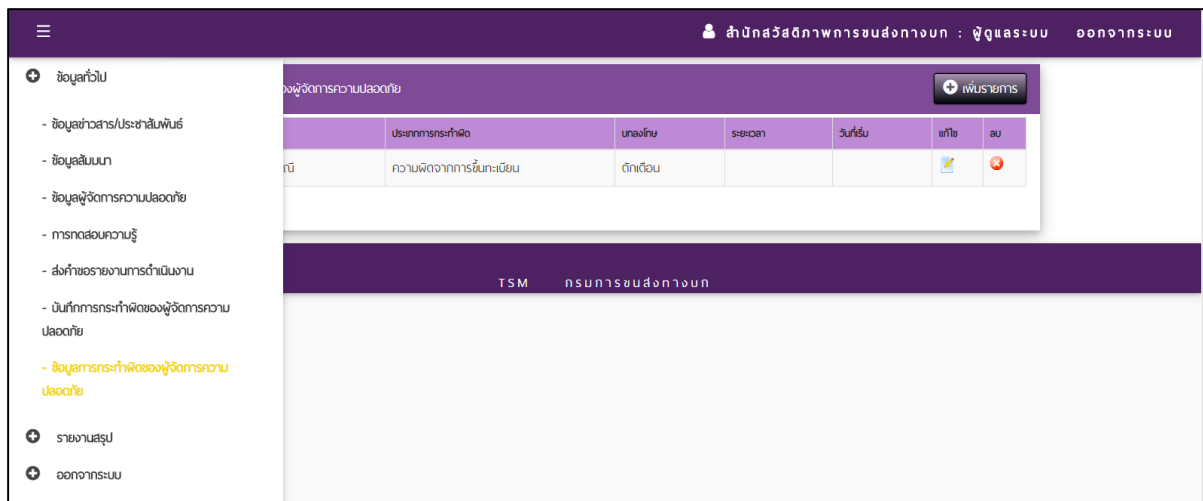 สำนักสวัสดิภาพการขนส่งทางบก : ผู้ดูแลระบบ ออกจากระบบ
ข้อมูลทั่วไป
- ข้อมูลข่าวสาร/ประชาสัมพันธ์
- ข้อมูลสัมมนา
- ข้อมูลผู้จัดการความปลอดภัย
- การทดสอบความรู้
- ส่งคำขอรายงานการดำเนินงาน
- บันทึกการกระทำผิดของผู้จัดการความ
ปลอดภัย
- ข้อมูลการกระทำผิดของผู้จัดการความ
ปลอดภัย
รายงานสรุป
ออกจากระบบ
ผู้จัดการความปลอดภัย
เพิ่มรายการ
ประเภทการกระทำผิด บทลงโทษ ระยะเวลา วันที่เริ่ม แก้ไข ลบ
ความผิดจากการขึ้นทะเบียน ตักเตือน
TSM กรมการขนส่งทางบก